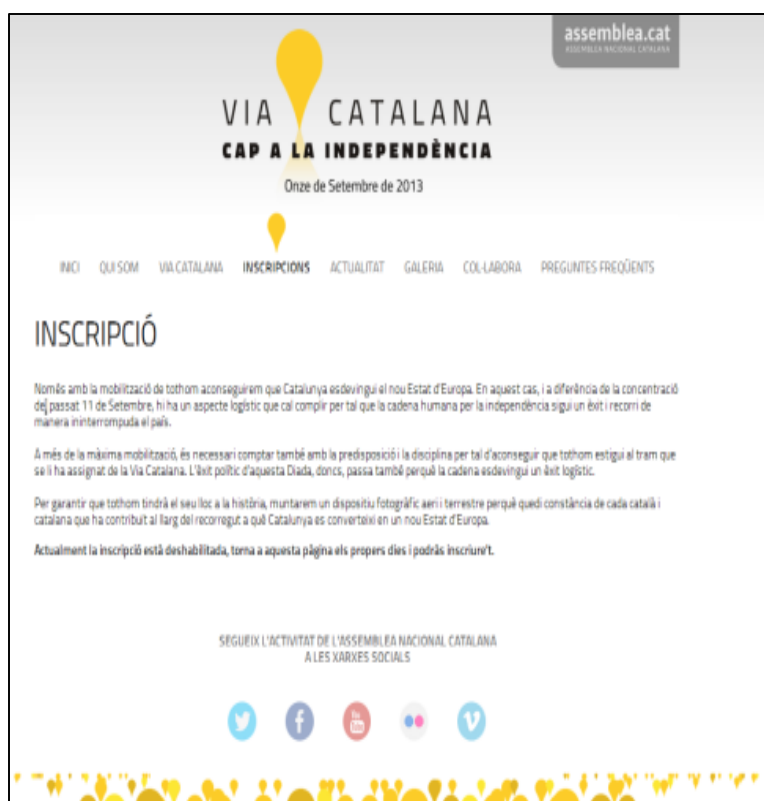 assemblea.cat
ASSEMBLEA NACIONAL CATALANA
VIA CATALANA
CAP A LA INDEPENDÈNCIA
Onze de Setembre de 2013
INICI QUI SOM VIA CATALANA INSCRIPCIONS ACTUALITAT GALERIA COL·LABORA PREGUNTES FREQÜENTS
INSCRIPCIÓ
Només amb la mobilització de tothom aconseguirem que Catalunya esdevingui el nou Estat d'Europa. En aquest cas, i a diferència de la concentració
del passat 11 de Setembre, hi ha un aspecte logístic que cal complir per tal que la cadena humana per la independència sigui un èxit i recorri de
manera ininterrompuda el país.
A més de la màxima mobilització, és necessari comptar també amb la predisposició i la disciplina per tal d'aconseguir que tothom estigui al tram que
se li ha assignat de la Via Catalana. L'èxit polític d'aquesta Diada, doncs, passa també perquè la cadena esdevingui un èxit logístic.
Per garantir que tothom tindrà el seu lloc a la història, muntarem un dispositiu fotogràfic aeri i terrestre perquè quedi constància de cada català i
catalana que ha contribuït al llarg del recorregut a què Catalunya es converteixi en un nou Estat d'Europa.
Actualment la inscripció està deshabilitada, torna a aquesta pàgina els propers dies i podràs inscriure't.
SEGUEIX L'ACTIVITAT DE L'ASSEMBLEA NACIONAL CATALANA
A LES XARXES SOCIALS
You
Tube